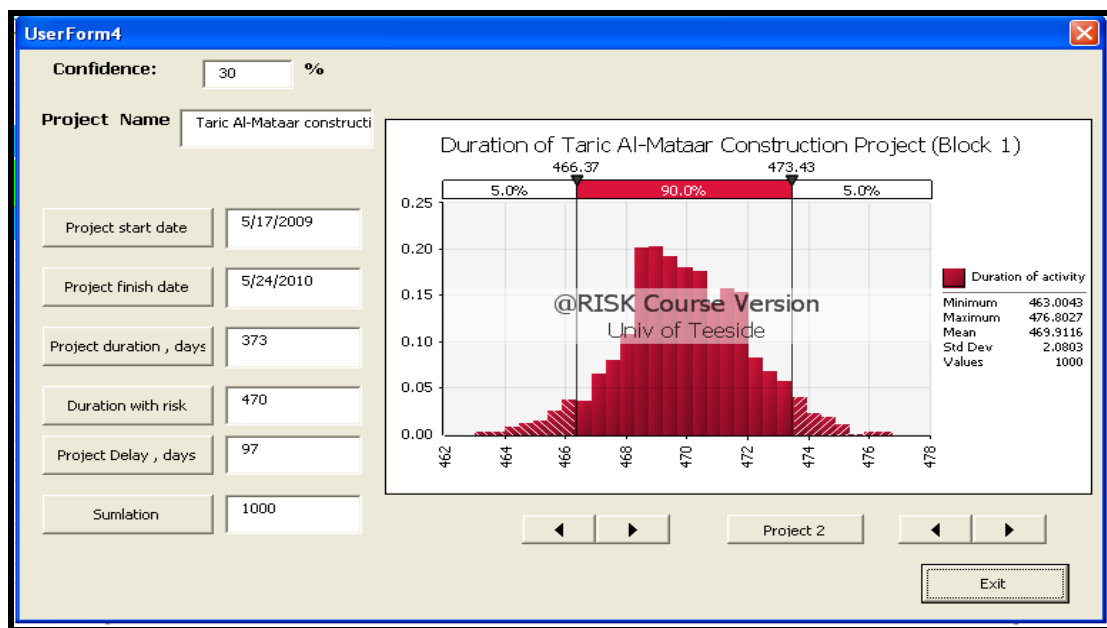 UserForm4
Confidence: 30 %
Project Name Taric Al-Mataar constructi
Project start date 5/17/2009
Project finish date 5/24/2010
Project duration , days 373
Duration with risk 470
Project Delay , days 97
Sumlation 1000
Duration of Taric Al-Mataar Construction Project (Block 1)
466.37 473.43
5.0% 90.0% 5.0%
0.25
0.20
0.15
0.10
0.05
0.00
462 464 466 468 470 472 474 476 478
@RISK Course Version
Univ of Teeside
Duration of activity
Minimum 463.0043
Maximum 476.8027
Mean 469.9116
Std Dev 2.0803
Values 1000
Project 2
Exit